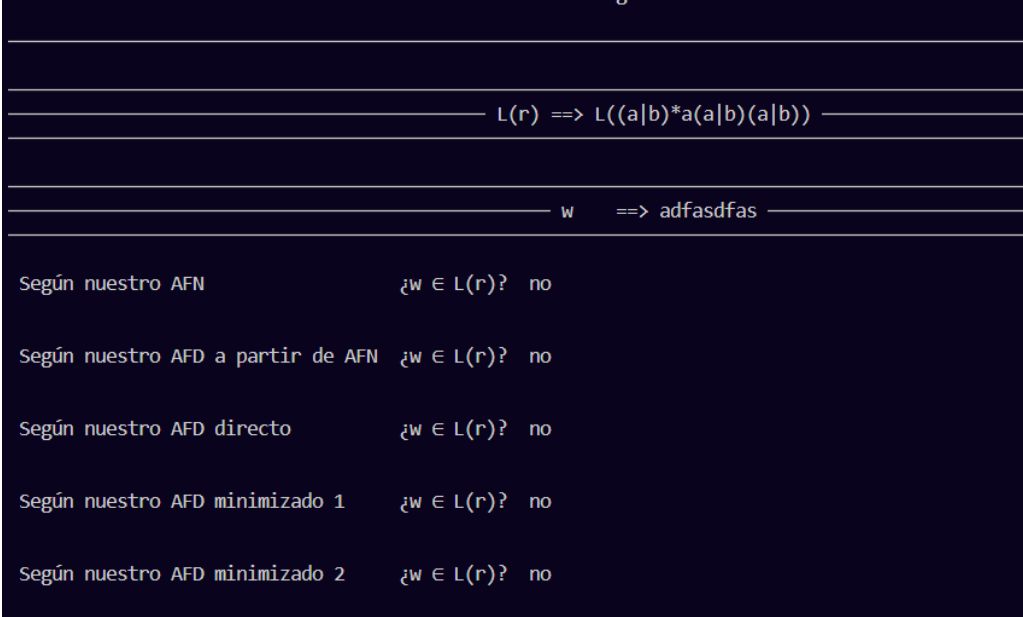 L(r) ==> L((a|b)*a(a|b)(a|b))
w ==> adfasdfas
Según nuestro AFN ¿w ∈ L(r)? no
Según nuestro AFD a partir de AFN ¿w ∈ L(r)? no
Según nuestro AFD directo ¿w ∈ L(r)? no
Según nuestro AFD minimizado 1 ¿w ∈ L(r)? no
Según nuestro AFD minimizado 2 ¿w ∈ L(r)? no